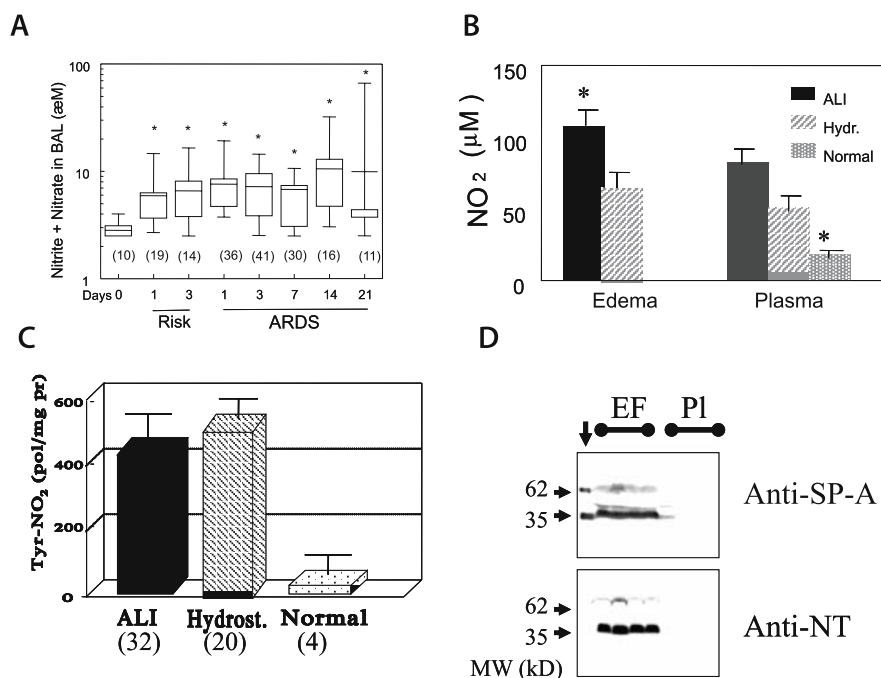 A
Nitrite + Nitrate in BAL (æM)
100
10
1
* * * * * * *
(10) (19) (14) (36) (41) (30) (16) (11)
Days 0 1 3 1 3 7 14 21
Risk ARDS
B
NO2 (μM)
150
100
50
0
*
*
ALI
Hydr.
Normal
Edema Plasma
C
Tyr-NO2 (pol/mg pr)
600
400
200
0
ALI Hydrost. Normal
(32) (20) (4)
D
EF Pl
62
35
Anti-SP-A
62
35
Anti-NT
MW (kD)